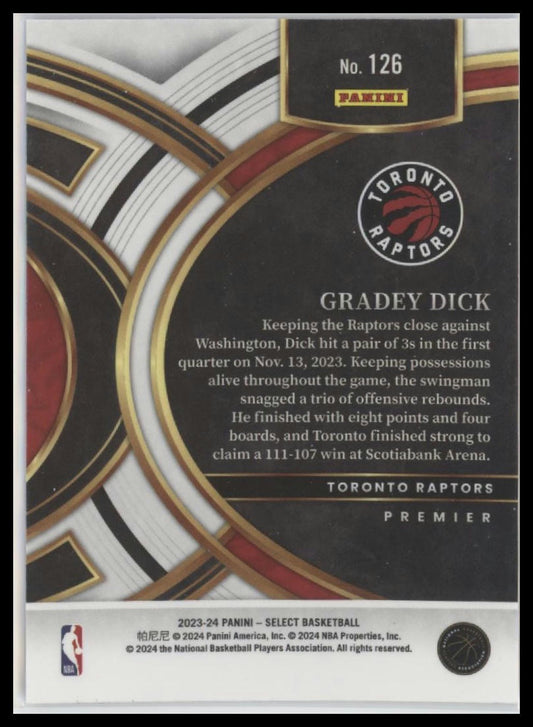 No. 126
PANINI
TORONTO
RAPTORS
GRADEY DICK
Keeping the Raptors close against
Washington, Dick hit a pair of 3s in the first
quarter on Nov. 13, 2023. Keeping possessions
alive throughout the game, the swingman
snagged a trio of offensive rebounds.
He finished with eight points and four
boards, and Toronto finished strong to
claim a 111-107 win at Scotiabank Arena.
TORONTO RAPTORS
PREMIER
2023-24 PANINI – SELECT BASKETBALL
帕尼尼 © 2024 Panini America, Inc. © 2024 NBA Properties, Inc.
© 2024 the National Basketball Players Association. All rights reserved.
NBA